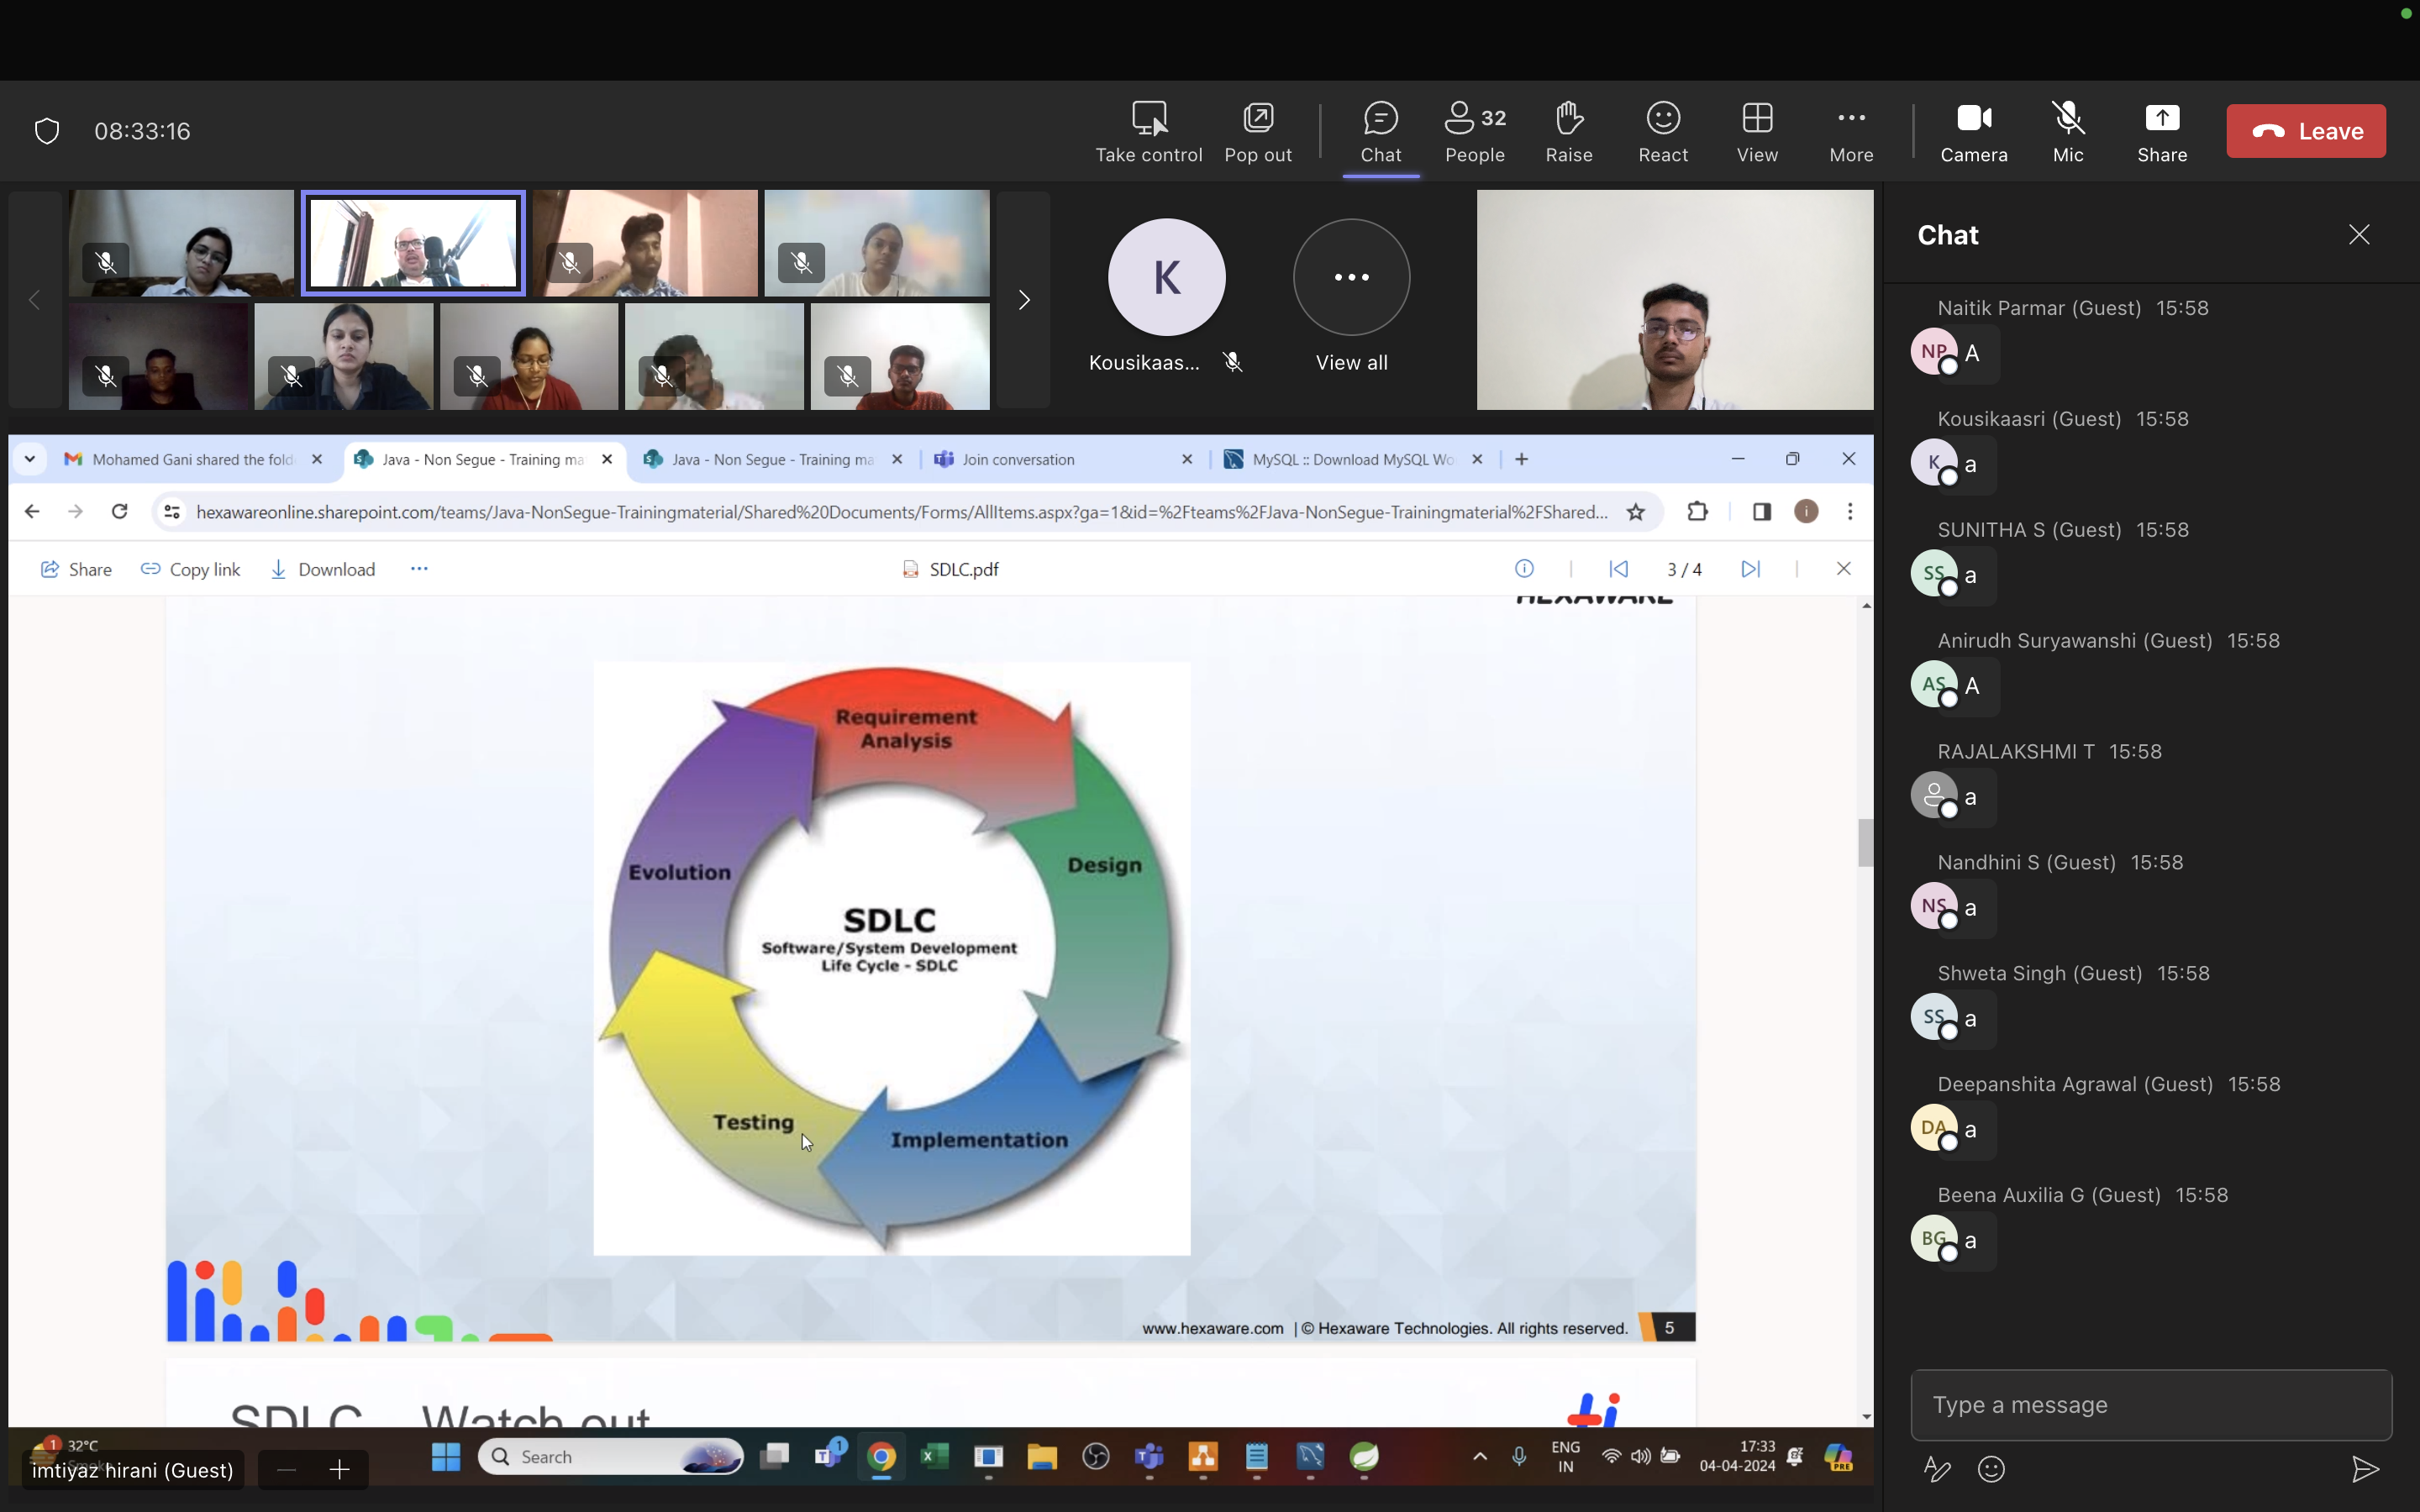 08:33:16
Take control
Pop out
Chat
32
People
Raise
React
View
More
Camera
Mic
Share
Leave
K
Kousikaas...
View all
Chat
Naitik Parmar (Guest) 15:58
NP
A
Kousikaasri (Guest) 15:58
K
a
SUNITHA S (Guest) 15:58
SS
a
Anirudh Suryawanshi (Guest) 15:58
AS
A
RAJALAKSHMI T 15:58
a
Nandhini S (Guest) 15:58
NS
a
Shweta Singh (Guest) 15:58
SS
a
Deepanshita Agrawal (Guest) 15:58
DA
a
Beena Auxilia G (Guest) 15:58
BG
a
Type a message
Mohamed Gani shared the fold
Java - Non Segue - Training ma
Java - Non Segue - Training ma
Join conversation
MySQL :: Download MySQL Wo
hexawareonline.sharepoint.com/teams/Java-NonSegue-Trainingmaterial/Shared%20Documents/Forms/AllItems.aspx?ga=1&id=%2Fteams%2FJava-NonSegue-Trainingmaterial%2FShared...
Share
Copy link
Download
SDLC.pdf
3 / 4
HEXAWARE
Requirement
Analysis
Design
Evolution
SDLC
Software/System Development
Life Cycle - SDLC
Testing
Implementation
www.hexaware.com | © Hexaware Technologies. All rights reserved.
5
SDLC Watch out
1
32°C
imtiyaz hirani (Guest)
Search
1
ENG
IN
17:33
04-04-2024
PRE